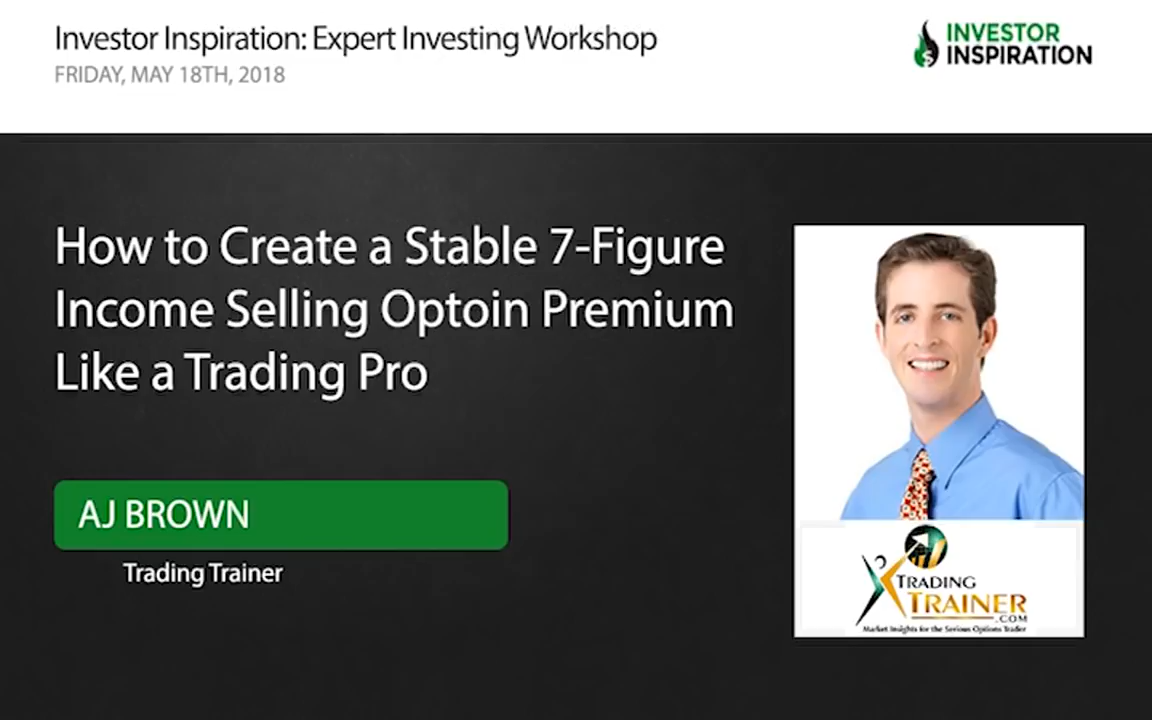 Investor Inspiration: Expert Investing Workshop
FRIDAY, MAY 18TH, 2018
INVESTOR
INSPIRATION
How to Create a Stable 7-Figure
Income Selling Optoin Premium
Like a Trading Pro
AJ BROWN
Trading Trainer
TRADING
TRAINER
.COM
Market Insights for the Serious Options Trader